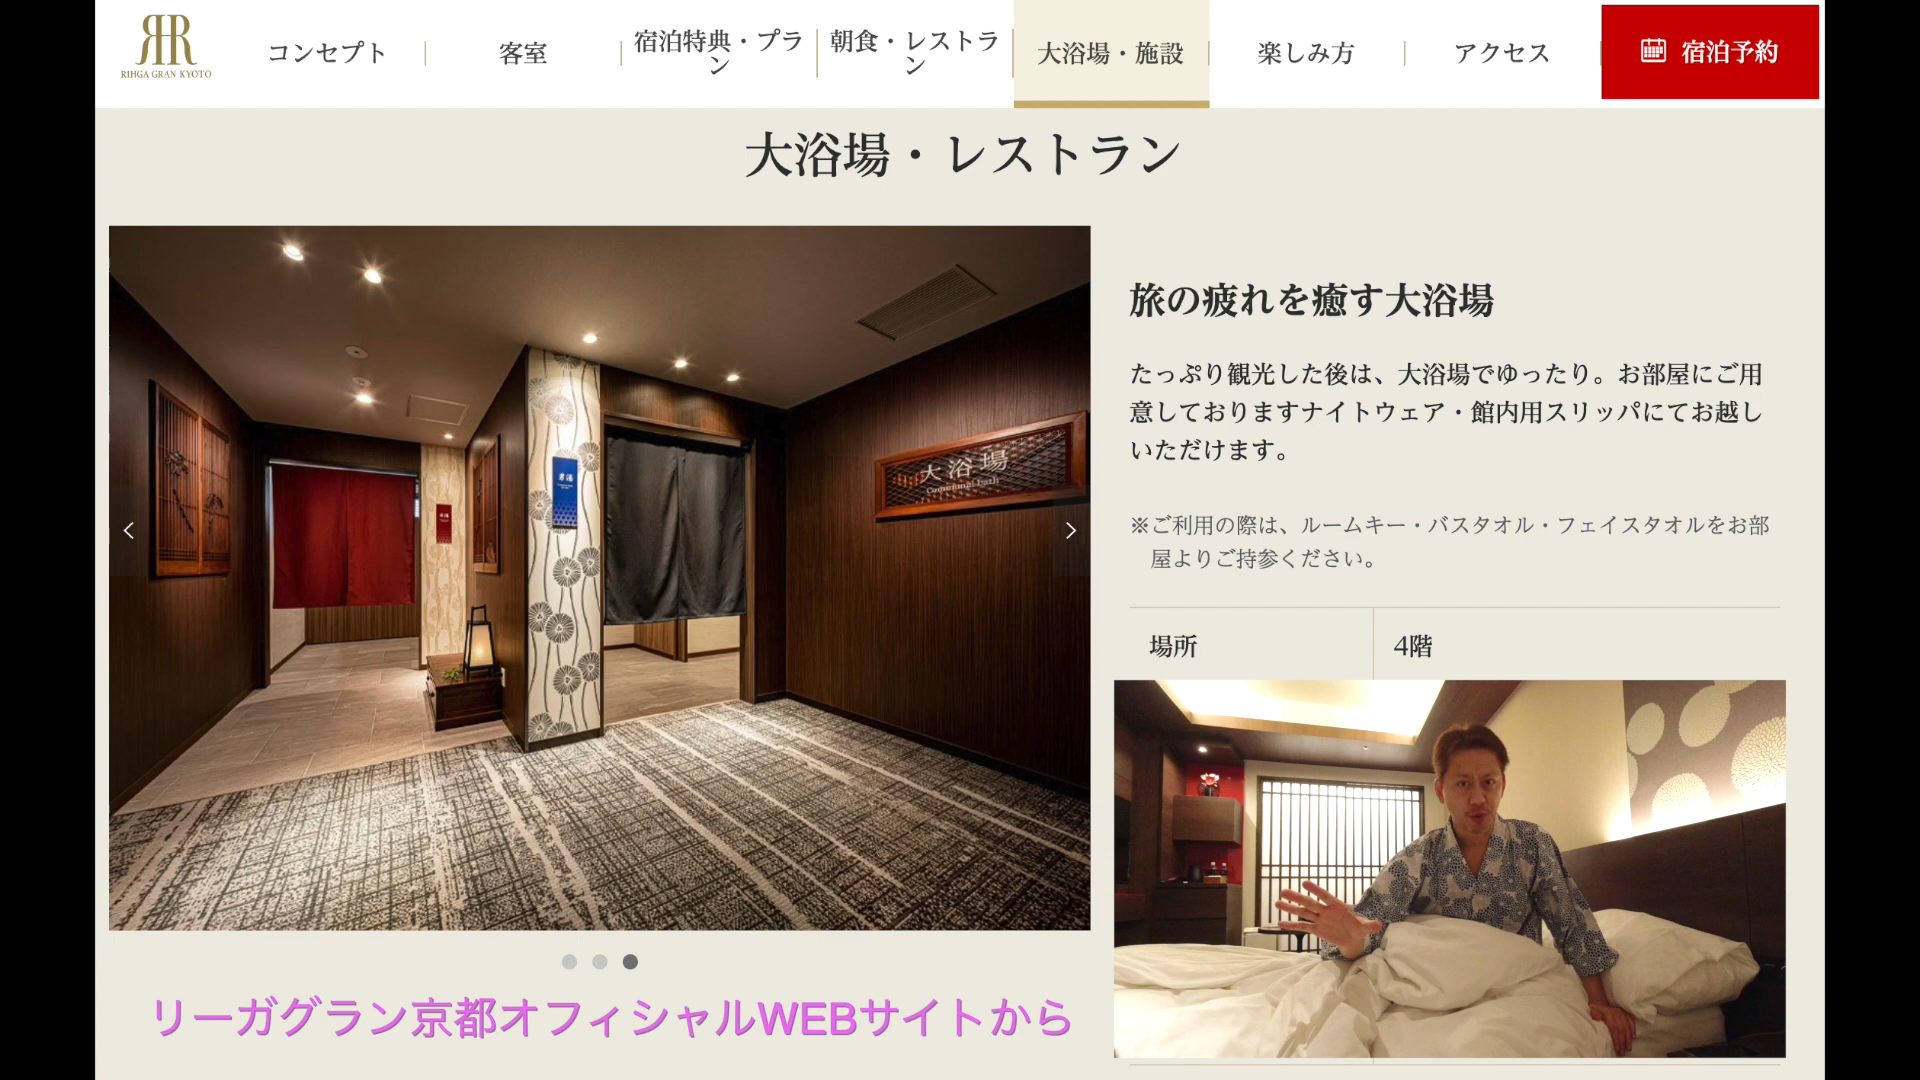 RIHGA GRAN KYOTO
コンセプト
客室
宿泊特典・プラ
ン
朝食・レストラ
ン
大浴場・施設
楽しみ方
アクセス
宿泊予約
大浴場・レストラン
大浴場
Communal bath
男湯
旅の疲れを癒す大浴場
たっぷり観光した後は、大浴場でゆったり。お部屋にご用
意しておりますナイトウェア・館内用スリッパにてお越し
いただけます。
※ご利用の際は、ルームキー・バスタオル・フェイスタオルをお部
屋よりご持参ください。
場所
4階
リーガグラン京都オフィシャルWEBサイトから